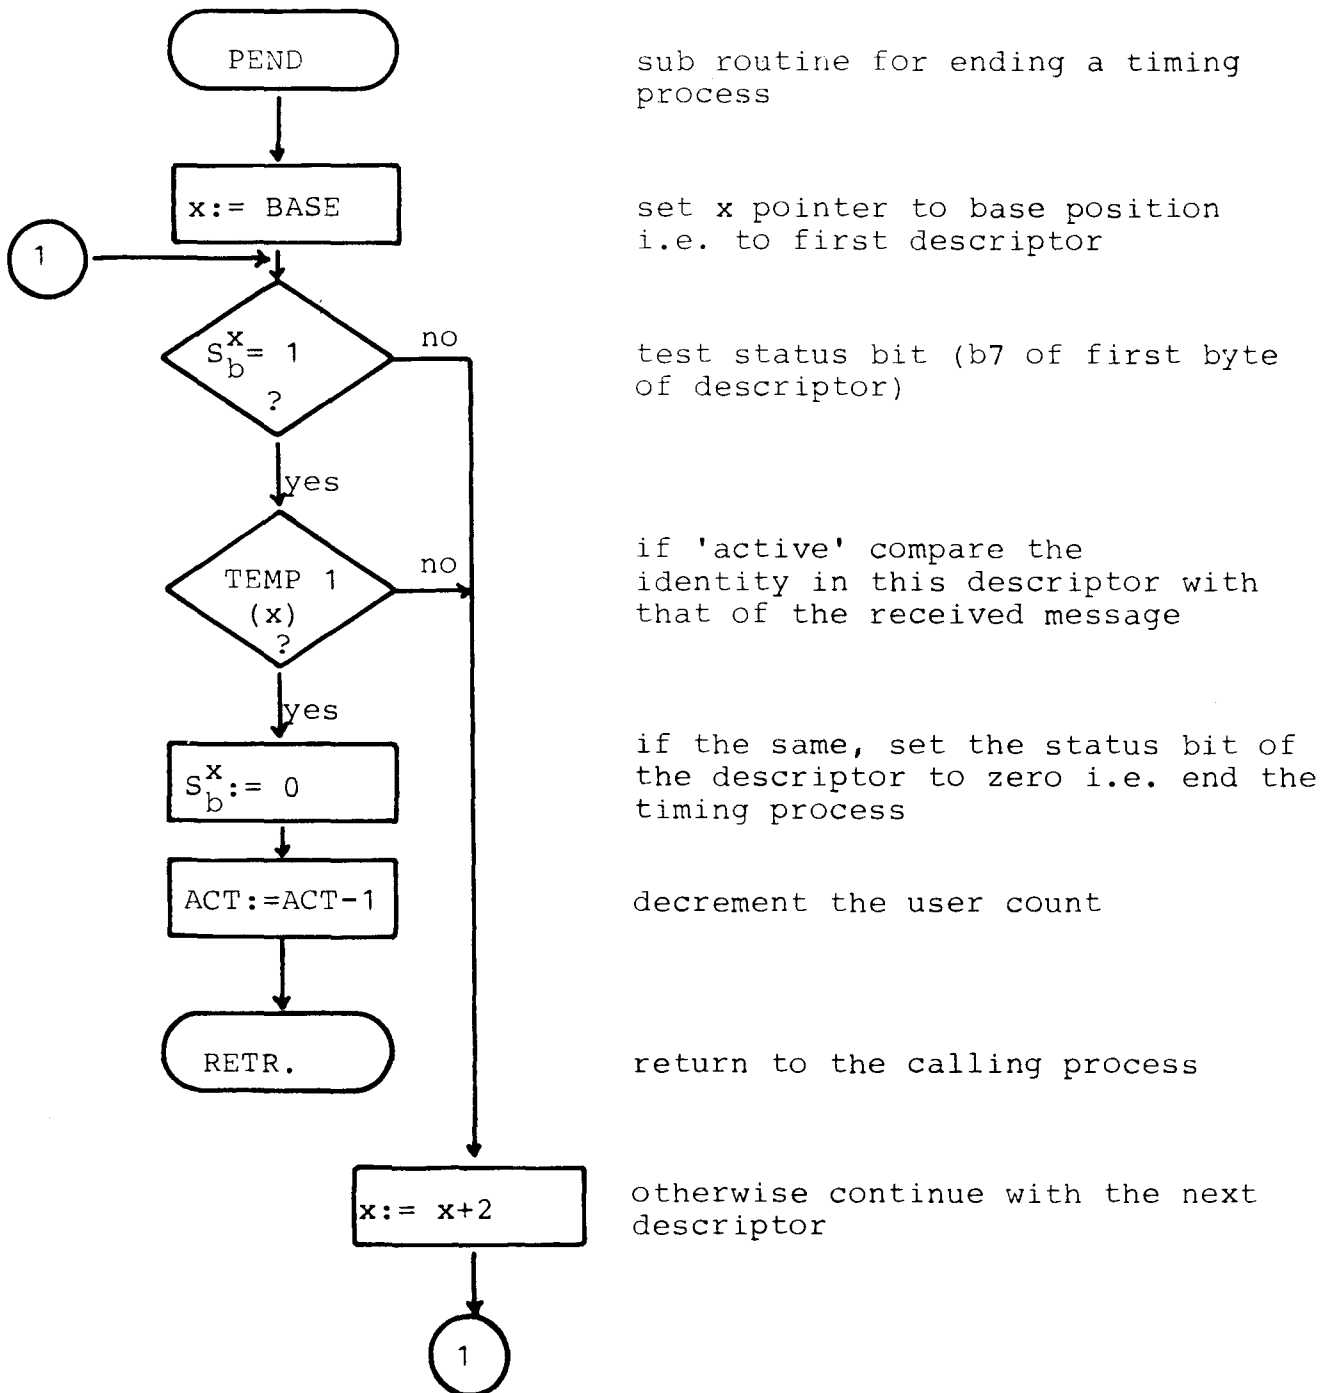 PEND
sub routine for ending a timing
process
x:= BASE
set x pointer to base position
i.e. to first descriptor
1
S_b^x = 1
?
no
test status bit (b7 of first byte
of descriptor)
yes
TEMP 1
(x)
?
no
if 'active' compare the
identity in this descriptor with
that of the received message
yes
S_b^x := 0
if the same, set the status bit of
the descriptor to zero i.e. end the
timing process
ACT:=ACT-1
decrement the user count
RETR.
return to the calling process
x:= x+2
otherwise continue with the next
descriptor
1